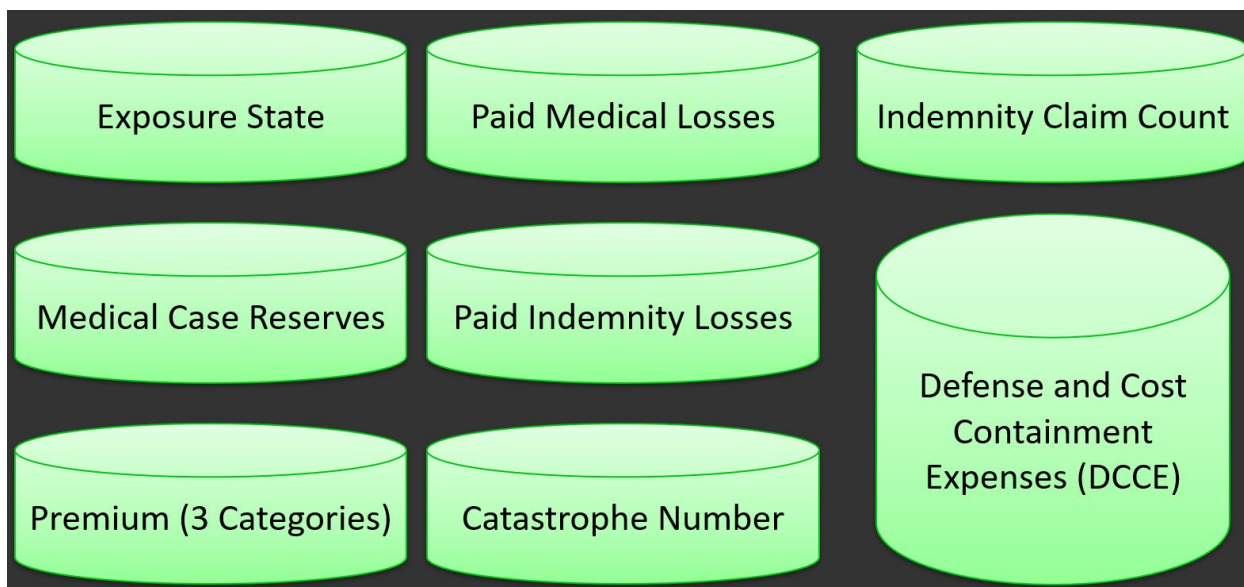 Exposure State
Paid Medical Losses
Indemnity Claim Count
Medical Case Reserves
Paid Indemnity Losses
Defense and Cost
Containment
Expenses (DCCE)
Premium (3 Categories)
Catastrophe Number